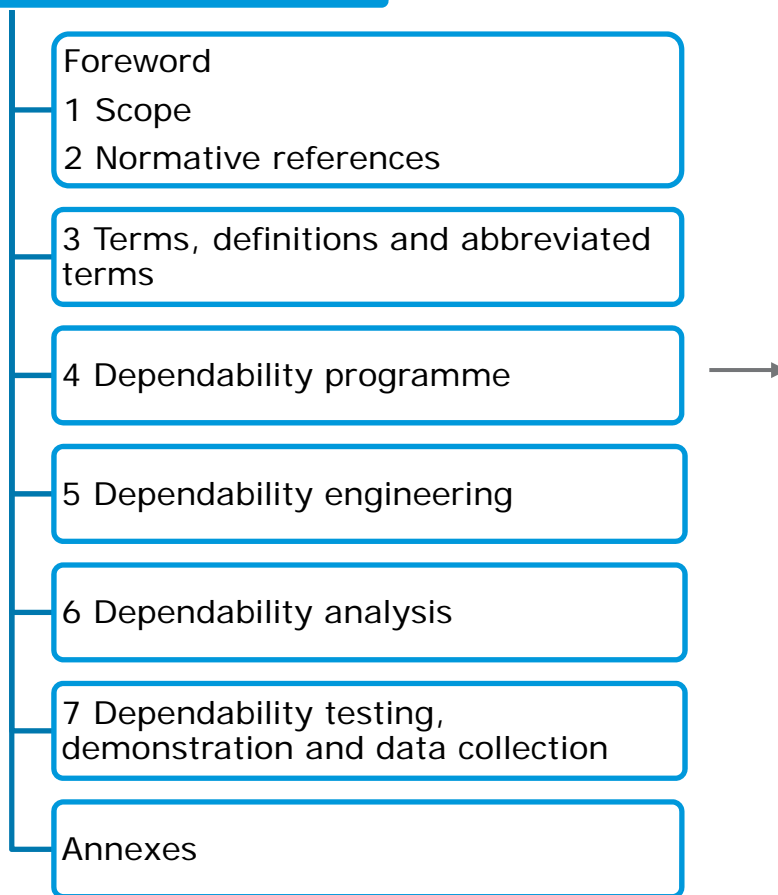 Foreword
1 Scope
2 Normative references
3 Terms, definitions and abbreviated
terms
4 Dependability programme
5 Dependability engineering
6 Dependability analysis
7 Dependability testing,
demonstration and data collection
Annexes